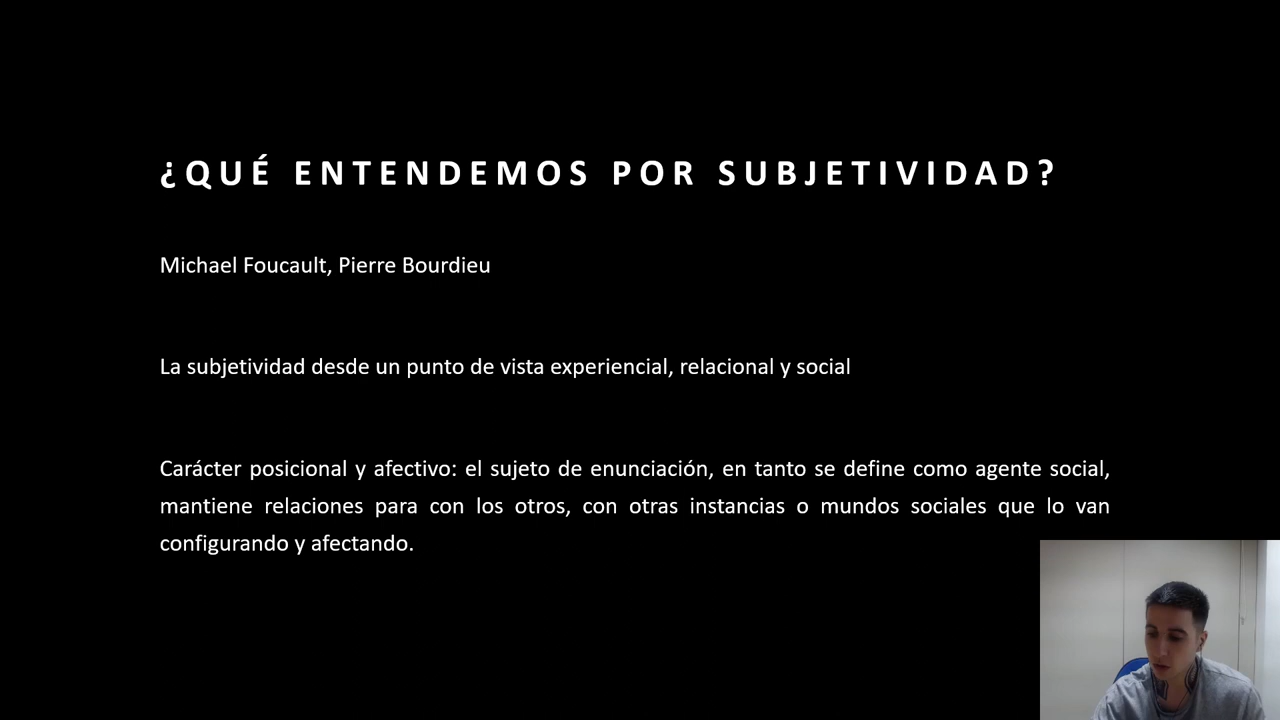 ¿QUÉ ENTENDEMOS POR SUBJETIVIDAD?
Michael Foucault, Pierre Bourdieu
La subjetividad desde un punto de vista experiencial, relacional y social
Carácter posicional y afectivo: el sujeto de enunciación, en tanto se define como agente social,
mantiene relaciones para con los otros, con otras instancias o mundos sociales que lo van
configurando y afectando.